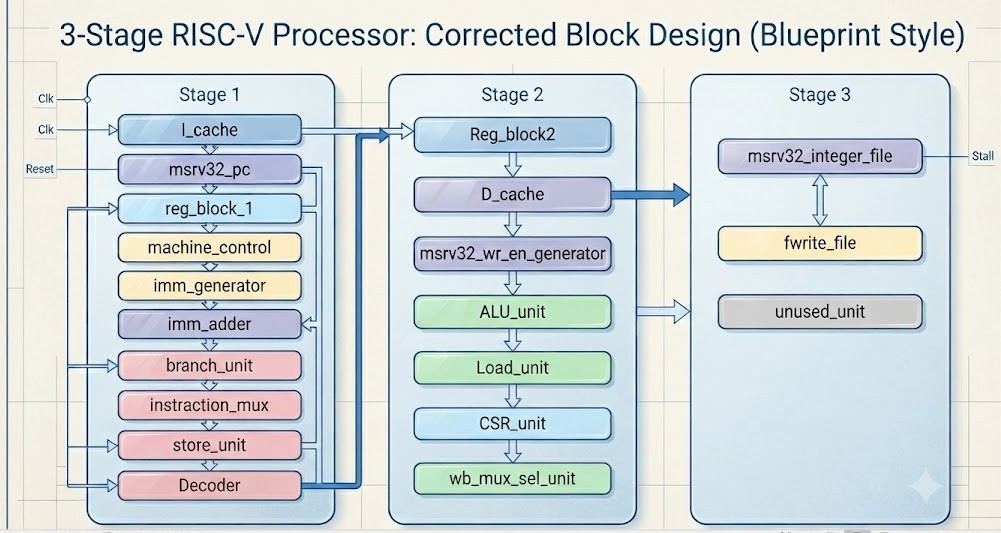 3-Stage RISC-V Processor: Corrected Block Design (Blueprint Style)
Clk
Clk
Reset
Stage 1
I_cache
msrv32_pc
reg_block_1
machine_control
imm_generator
imm_adder
branch_unit
instraction_mux
store_unit
Decoder
Stage 2
Reg_block2
D_cache
msrv32_wr_en_generator
ALU_unit
Load_unit
CSR_unit
wb_mux_sel_unit
Stage 3
msrv32_integer_file
fwrite_file
unused_unit
Stall